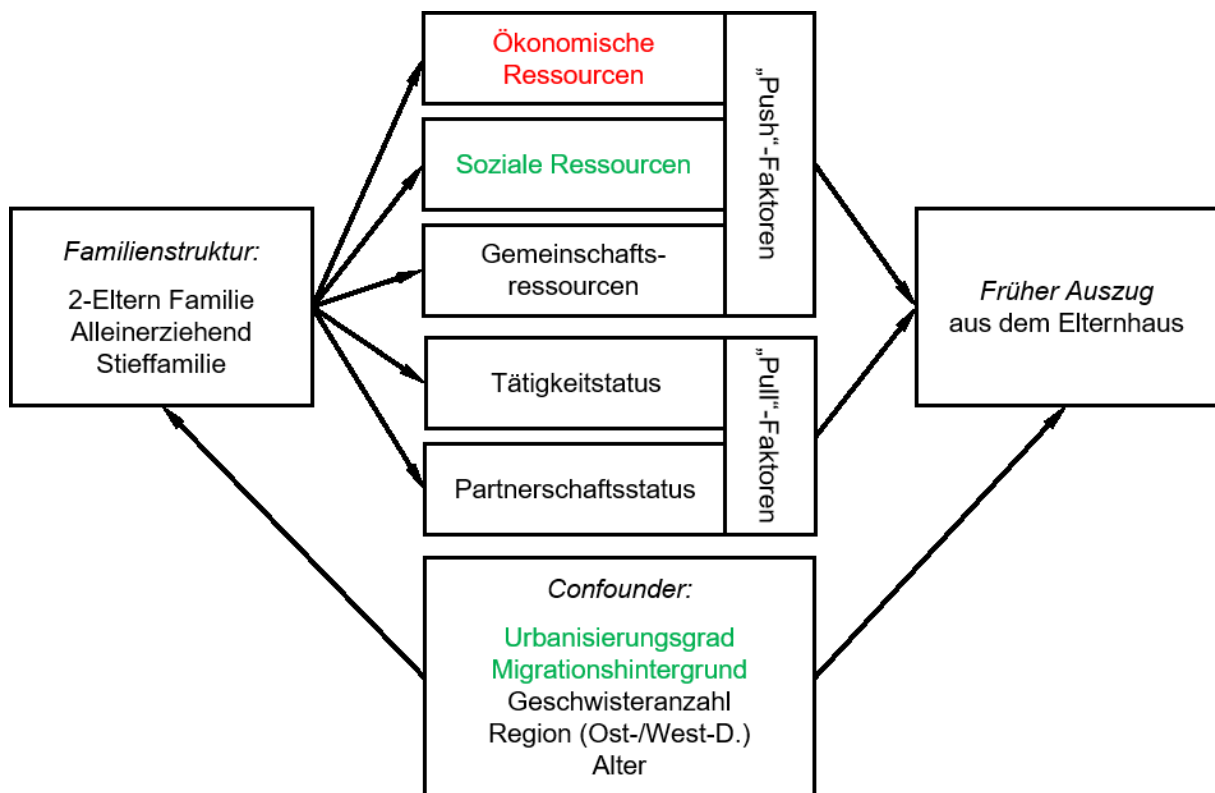 Familienstruktur:
2-Eltern Familie
Alleinerziehend
Stieffamilie
Ökonomische
Ressourcen
Soziale Ressourcen
Gemeinschafts-
ressourcen
„Push“-Faktoren
Tätigkeitstatus
Partnerschaftsstatus
„Pull“-Faktoren
Confounder:
Urbanisierungsgrad
Migrationshintergrund
Geschwisteranzahl
Region (Ost-/West-D.)
Alter
Früher Auszug
aus dem Elternhaus